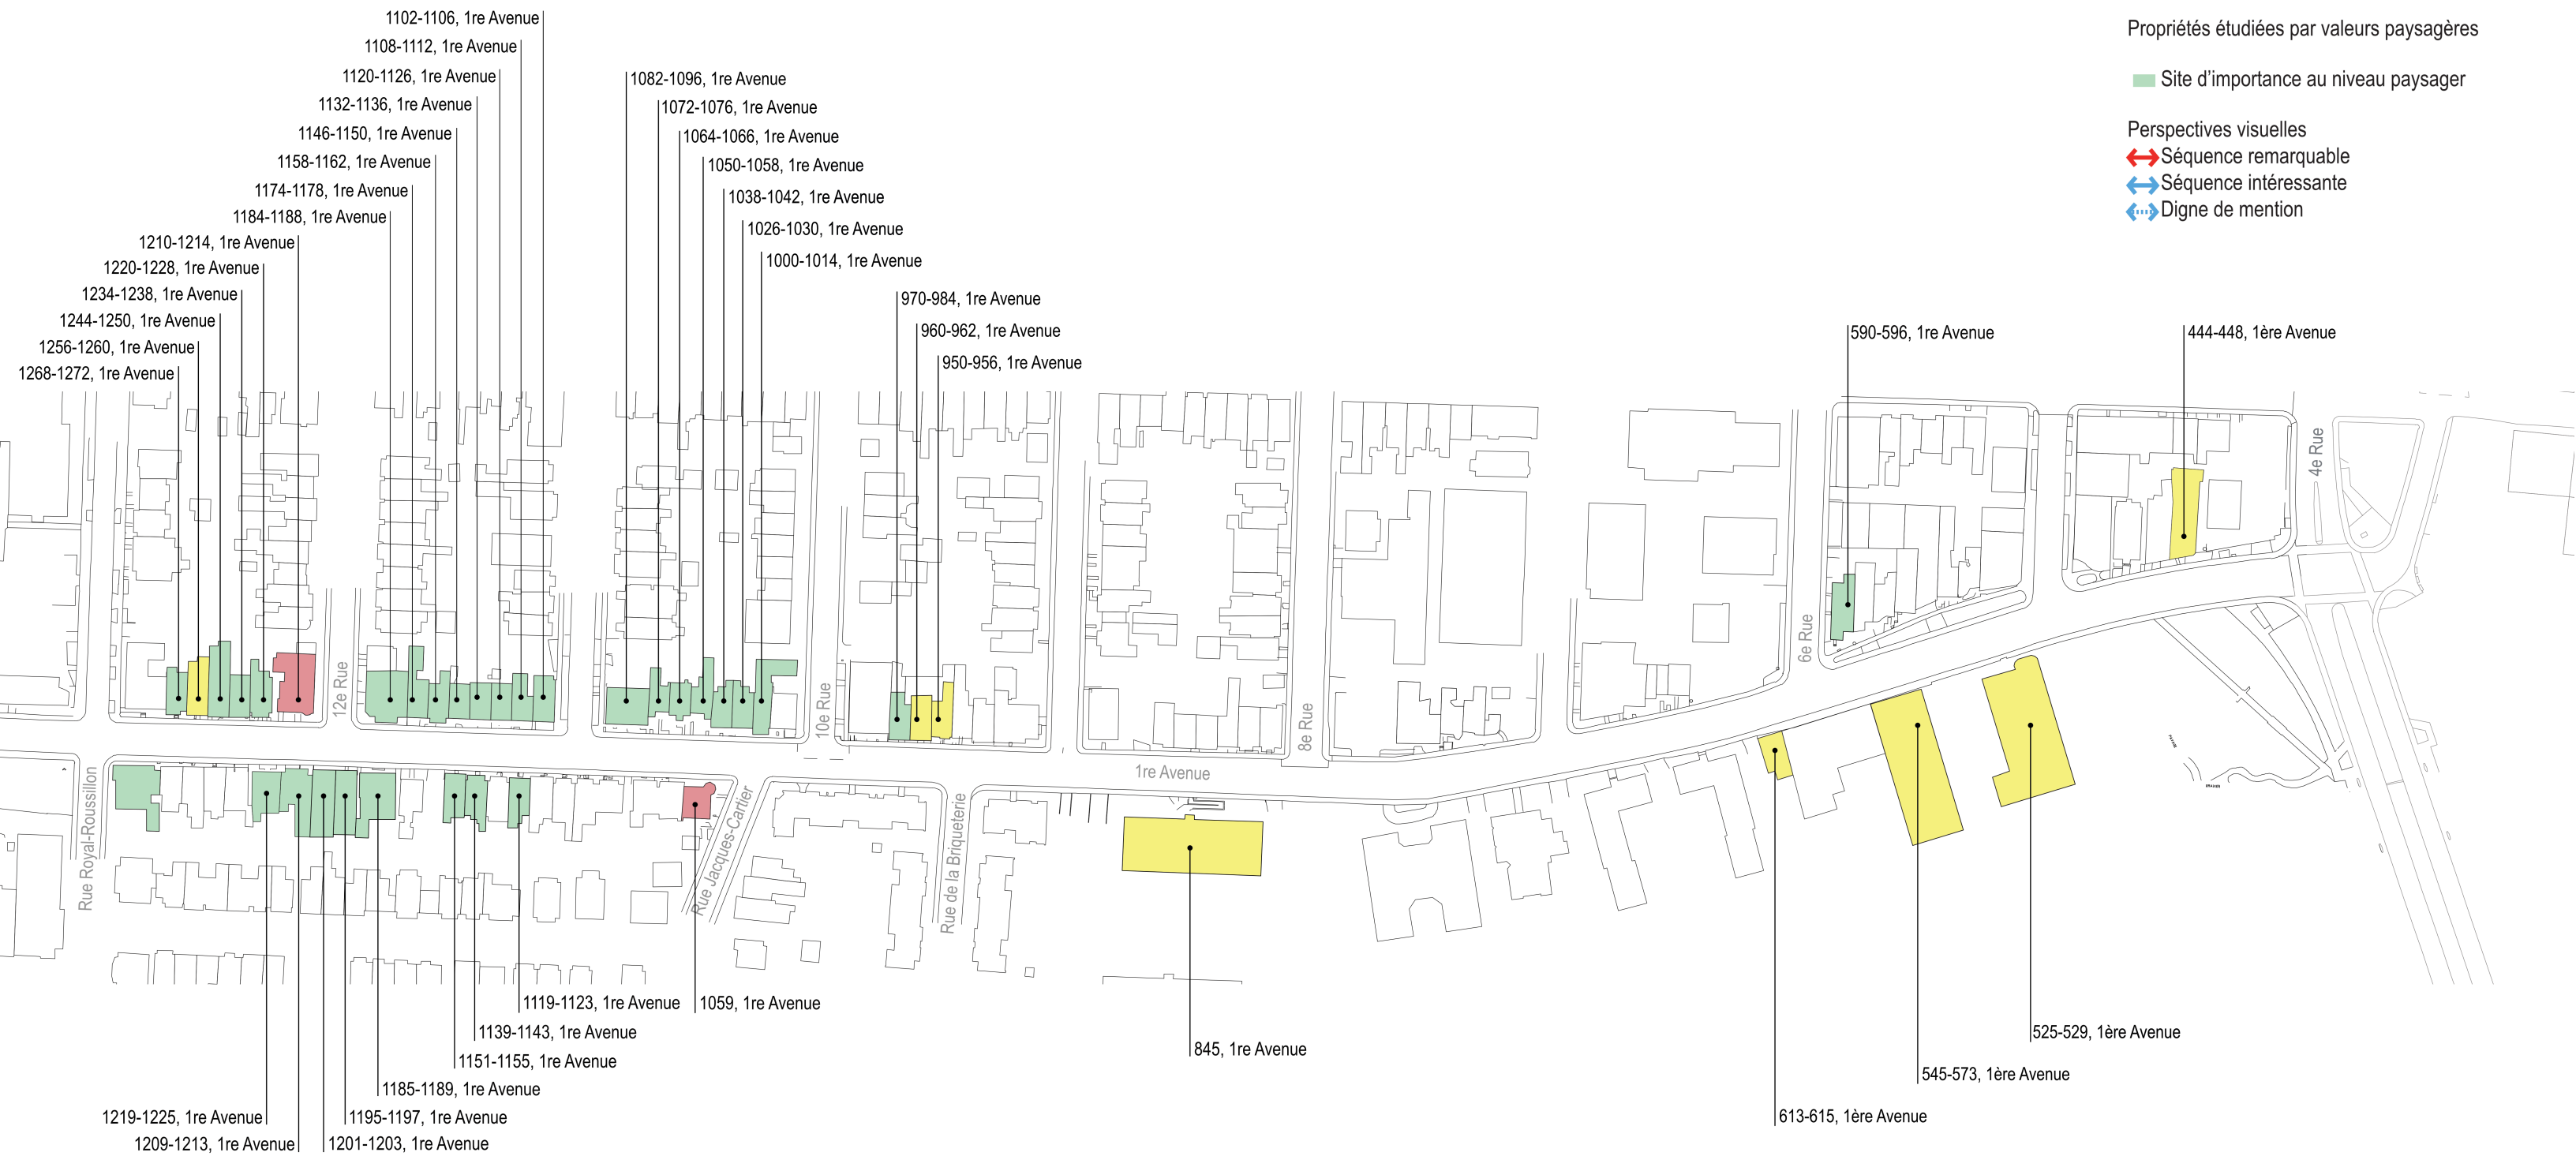 Propriétés étudiées par valeurs paysagères
Site d'importance au niveau paysager
Perspectives visuelles
Séquence remarquable
Séquence intéressante
Digne de mention
1102-1106, 1re Avenue
1108-1112, 1re Avenue
1120-1126, 1re Avenue
1132-1136, 1re Avenue
1146-1150, 1re Avenue
1158-1162, 1re Avenue
1174-1178, 1re Avenue
1184-1188, 1re Avenue
1210-1214, 1re Avenue
1220-1228, 1re Avenue
1234-1238, 1re Avenue
1244-1250, 1re Avenue
1256-1260, 1re Avenue
1268-1272, 1re Avenue
1082-1096, 1re Avenue
1072-1076, 1re Avenue
1064-1066, 1re Avenue
1050-1058, 1re Avenue
1038-1042, 1re Avenue
1026-1030, 1re Avenue
1000-1014, 1re Avenue
970-984, 1re Avenue
960-962, 1re Avenue
950-956, 1re Avenue
590-596, 1re Avenue
444-448, 1ère Avenue
12e Rue
10e Rue
8e Rue
6e Rue
4e Rue
1re Avenue
Rue Royal-Roussillon
Rue Jacques-Cartier
Rue de la Briqueterie
1119-1123, 1re Avenue
1059, 1re Avenue
1139-1143, 1re Avenue
1151-1155, 1re Avenue
1185-1189, 1re Avenue
1219-1225, 1re Avenue
1195-1197, 1re Avenue
1209-1213, 1re Avenue
1201-1203, 1re Avenue
845, 1re Avenue
525-529, 1ère Avenue
545-573, 1ère Avenue
613-615, 1ère Avenue